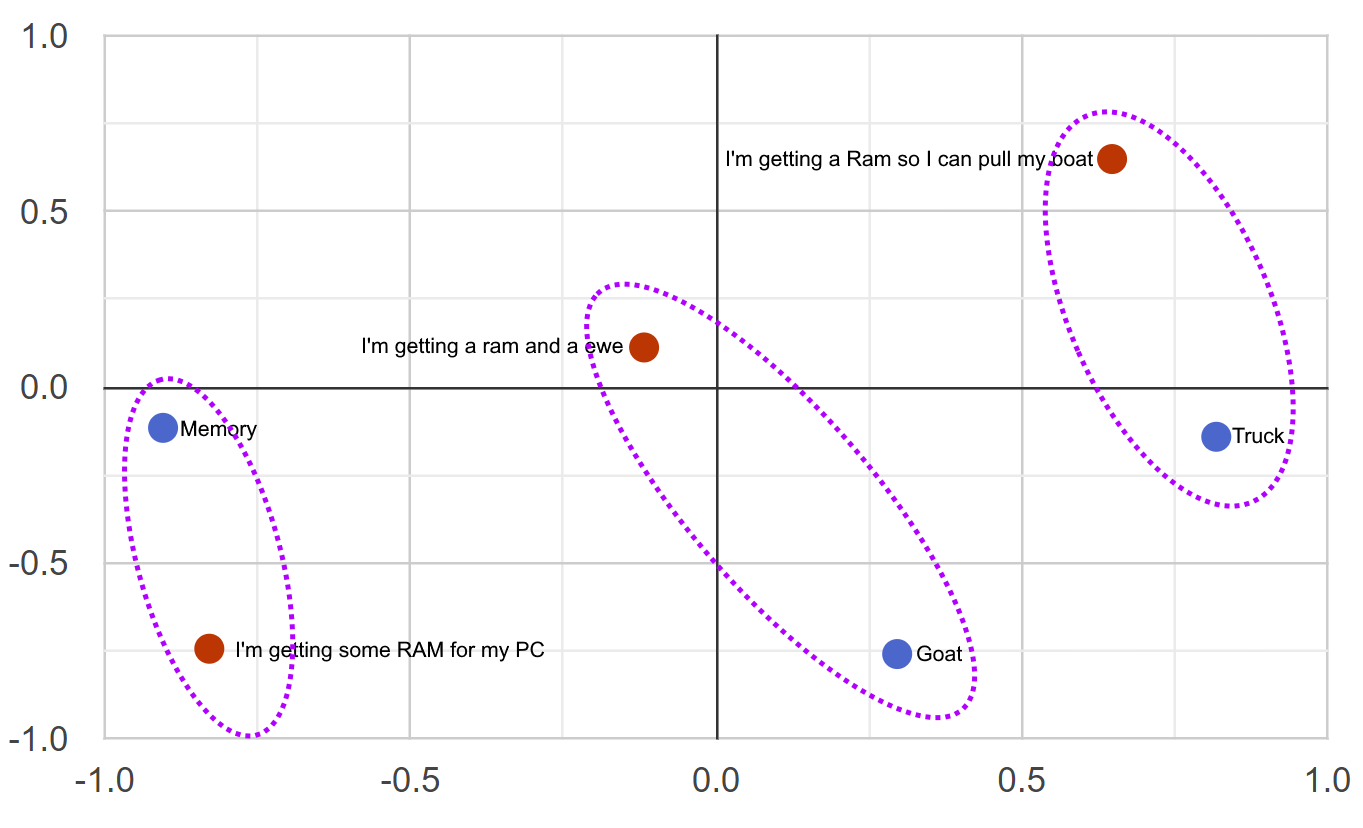 1.0
I'm getting a Ram so I can pull my boat
0.5
I'm getting a ram and a ewe
0.0
Memory
Truck
-0.5
I'm getting some RAM for my PC
Goat
-1.0
-1.0 -0.5 0.0 0.5 1.0